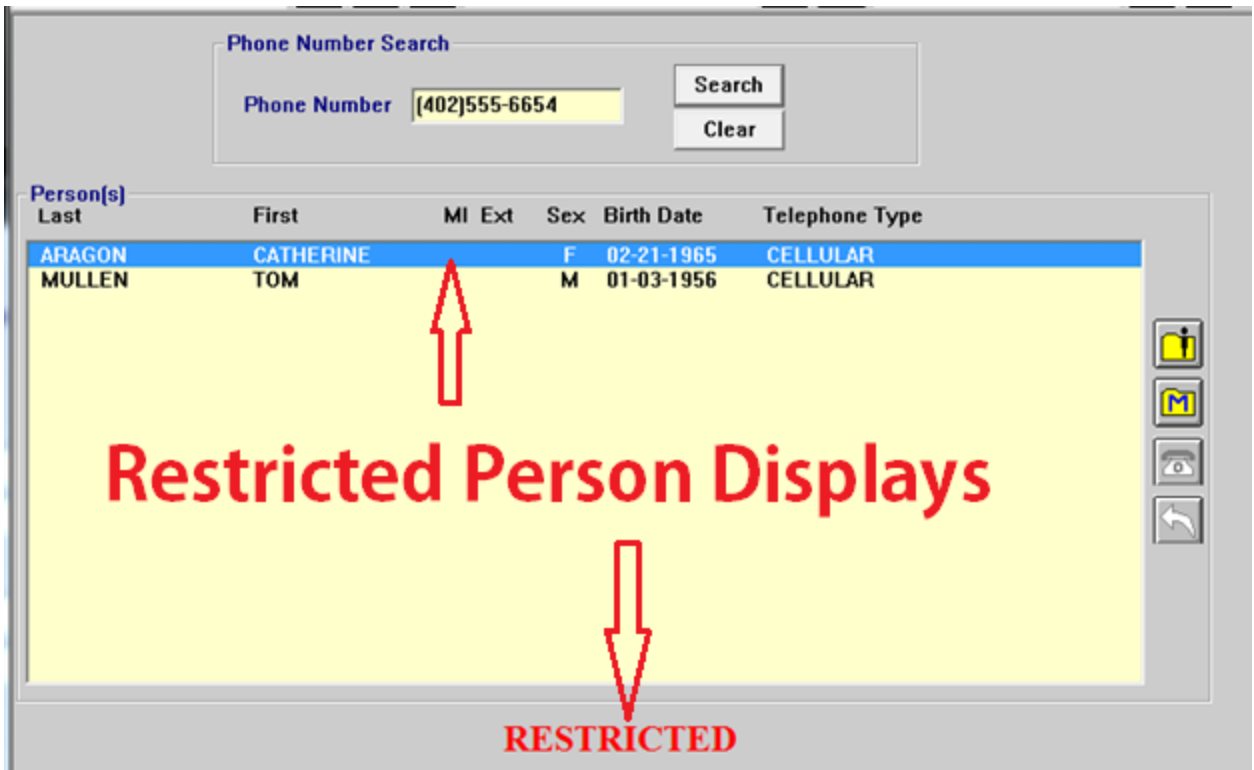 Phone Number Search
Phone Number (402)555-6654 Search
Clear
Person(s)
Last First MI Ext Sex Birth Date Telephone Type
ARAGON CATHERINE F 02-21-1965 CELLULAR
MULLEN TOM M 01-03-1956 CELLULAR
M
Restricted Person Displays
RESTRICTED